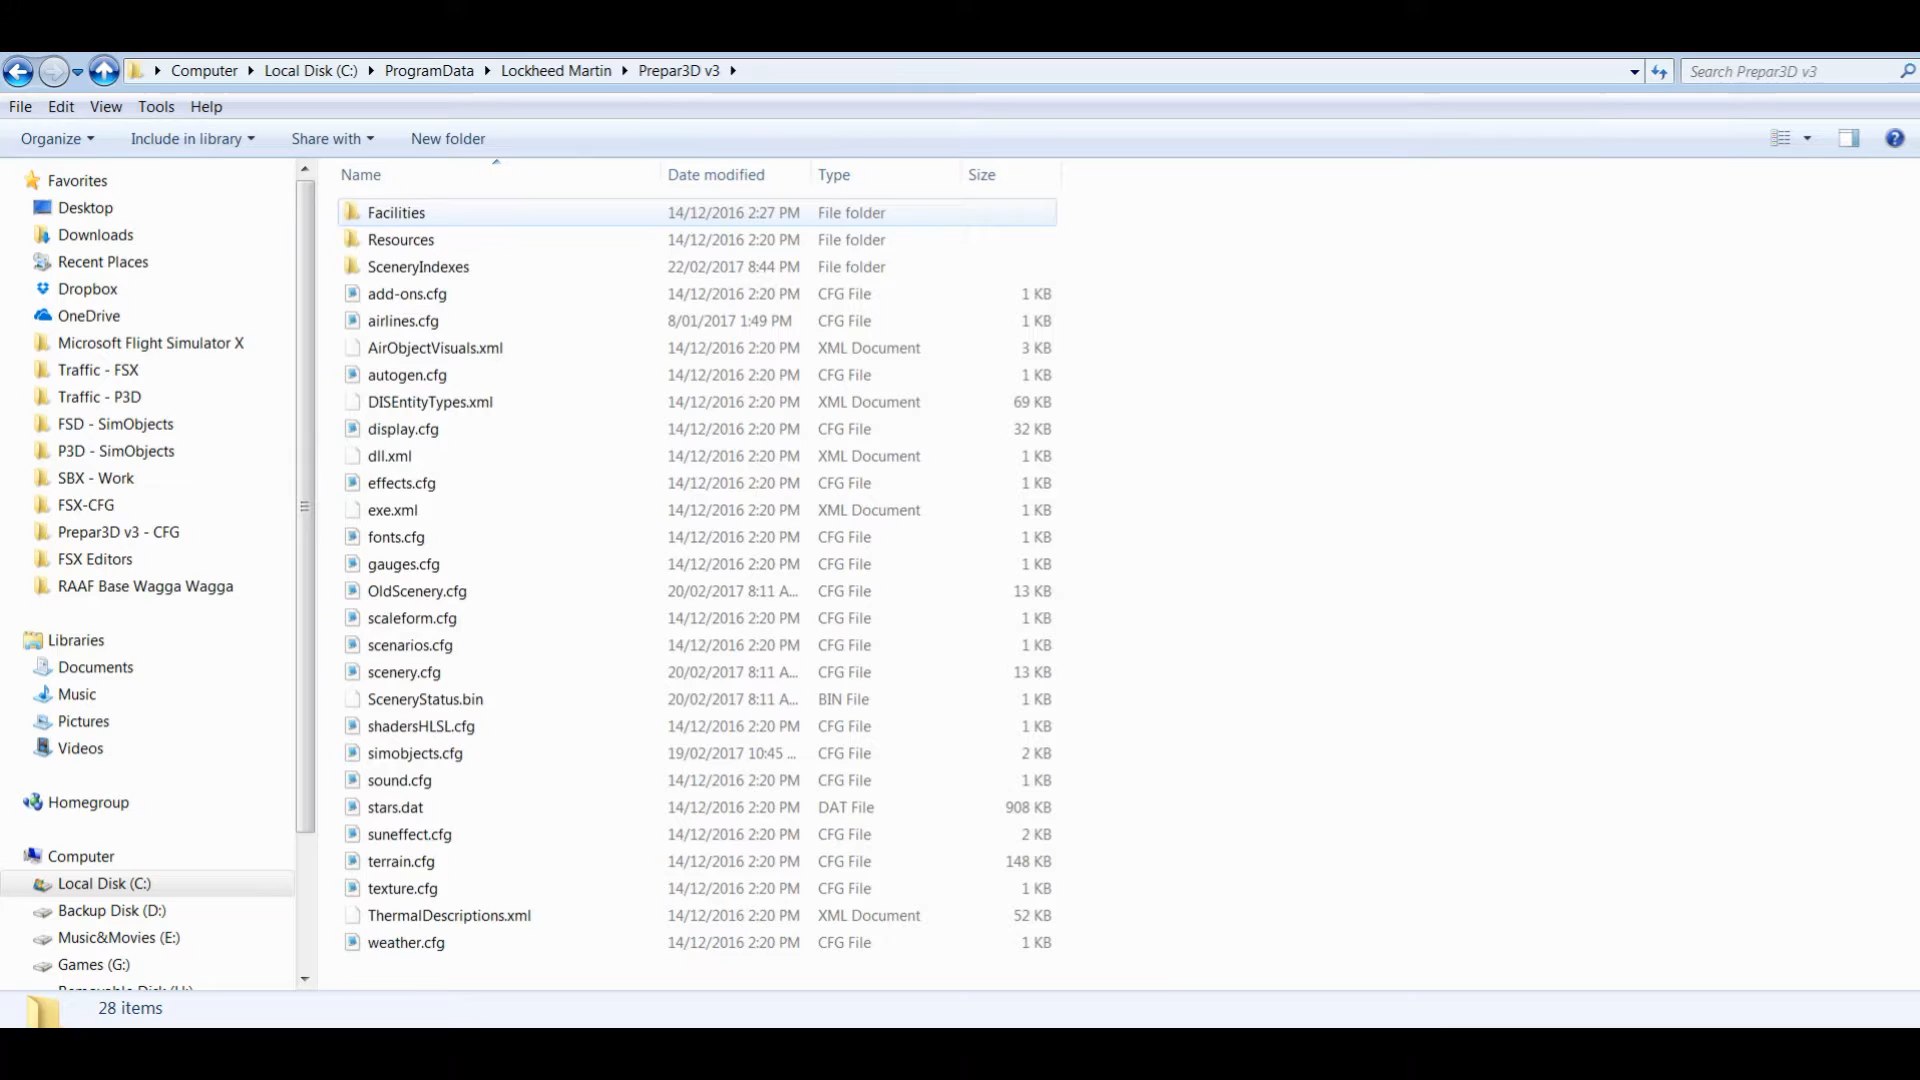 Computer Local Disk (C:) ProgramData Lockheed Martin Prepar3D v3 Search Prepar3D v3
File Edit View Tools Help
Organize Include in library Share with New folder
Favorites
Desktop
Downloads
Recent Places
Dropbox
OneDrive
Microsoft Flight Simulator X
Traffic - FSX
Traffic - P3D
FSD - SimObjects
P3D - SimObjects
SBX - Work
FSX-CFG
Prepar3D v3 - CFG
FSX Editors
RAAF Base Wagga Wagga
Libraries
Documents
Music
Pictures
Videos
Homegroup
Computer
Local Disk (C:)
Backup Disk (D:)
Music&Movies (E:)
Games (G:)
Name Date modified Type Size
Facilities 14/12/2016 2:27 PM File folder
Resources 14/12/2016 2:20 PM File folder
SceneryIndexes 22/02/2017 8:44 PM File folder
add-ons.cfg 14/12/2016 2:20 PM CFG File 1 KB
airlines.cfg 8/01/2017 1:49 PM CFG File 1 KB
AirObjectVisuals.xml 14/12/2016 2:20 PM XML Document 3 KB
autogen.cfg 14/12/2016 2:20 PM CFG File 1 KB
DISEntityTypes.xml 14/12/2016 2:20 PM XML Document 69 KB
display.cfg 14/12/2016 2:20 PM CFG File 32 KB
dll.xml 14/12/2016 2:20 PM XML Document 1 KB
effects.cfg 14/12/2016 2:20 PM CFG File 1 KB
exe.xml 14/12/2016 2:20 PM XML Document 1 KB
fonts.cfg 14/12/2016 2:20 PM CFG File 1 KB
gauges.cfg 14/12/2016 2:20 PM CFG File 1 KB
OldScenery.cfg 20/02/2017 8:11 A... CFG File 13 KB
scaleform.cfg 14/12/2016 2:20 PM CFG File 1 KB
scenarios.cfg 14/12/2016 2:20 PM CFG File 1 KB
scenery.cfg 20/02/2017 8:11 A... CFG File 13 KB
SceneryStatus.bin 20/02/2017 8:11 A... BIN File 1 KB
shadersHLSL.cfg 14/12/2016 2:20 PM CFG File 1 KB
simobjects.cfg 19/02/2017 10:45 ... CFG File 2 KB
sound.cfg 14/12/2016 2:20 PM CFG File 1 KB
stars.dat 14/12/2016 2:20 PM DAT File 908 KB
suneffect.cfg 14/12/2016 2:20 PM CFG File 2 KB
terrain.cfg 14/12/2016 2:20 PM CFG File 148 KB
texture.cfg 14/12/2016 2:20 PM CFG File 1 KB
ThermalDescriptions.xml 14/12/2016 2:20 PM XML Document 52 KB
weather.cfg 14/12/2016 2:20 PM CFG File 1 KB
28 items